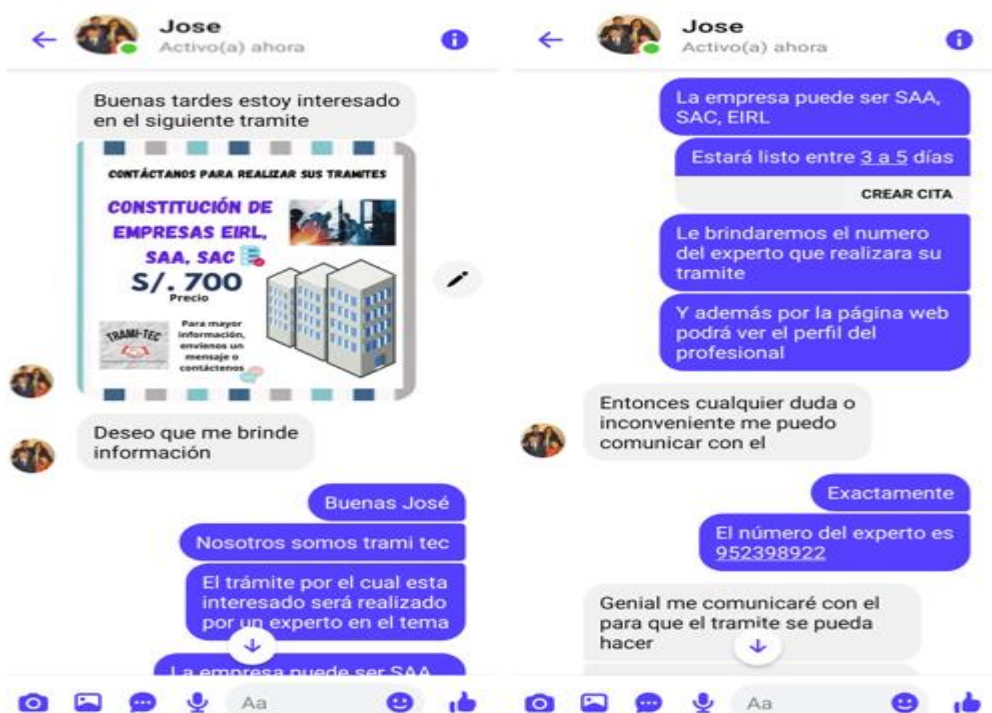 Jose
Activo(a) ahora
Buenas tardes estoy interesado
en el siguiente tramite
CONTÁCTANOS PARA REALIZAR SUS TRAMITES
CONSTITUCIÓN DE
EMPRESAS EIRL,
SAA, SAC
S/. 700
Precio
TRAMI-TEC
Para mayor
información,
envienos un
mensaje o
contáctenos
Deseo que me brinde
información
Buenas José
Nosotros somos trami tec
El trámite por el cual esta
interesado será realizado
por un experto en el tema
La empresa puede ser SAA
Aa
Jose
Activo(a) ahora
La empresa puede ser SAA,
SAC, EIRL
Estará listo entre 3 a 5 días
CREAR CITA
Le brindaremos el numero
del experto que realizara su
tramite
Y además por la página web
podrá ver el perfil del
profesional
Entonces cualquier duda o
inconveniente me puedo
comunicar con el
Exactamente
El número del experto es
952398922
Genial me comunicaré con el
para que el tramite se pueda
hacer
Aa